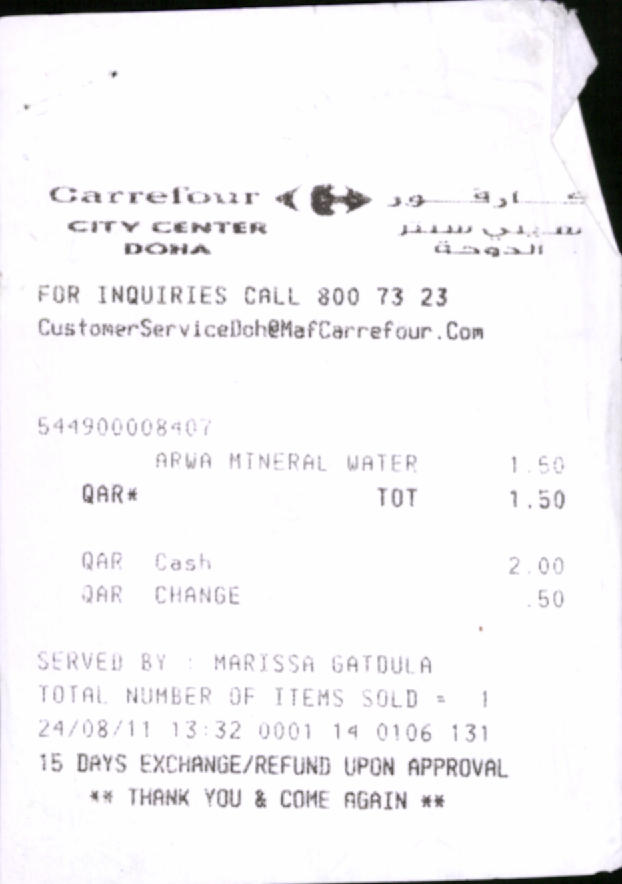 Carrefour كارفور
CITY CENTER سيتي سنتر
DOHA الدوحة
FOR INQUIRIES CALL 800 73 23
CustomerServiceDoh@MafCarrefour.Com
544900008407
ARWA MINERAL WATER 1.50
QAR* TOT 1.50
QAR Cash 2.00
QAR CHANGE .50
SERVED BY : MARISSA GATDULA
TOTAL NUMBER OF ITEMS SOLD = 1
24/08/11 13:32 0001 14 0106 131
15 DAYS EXCHANGE/REFUND UPON APPROVAL
** THANK YOU & COME AGAIN **